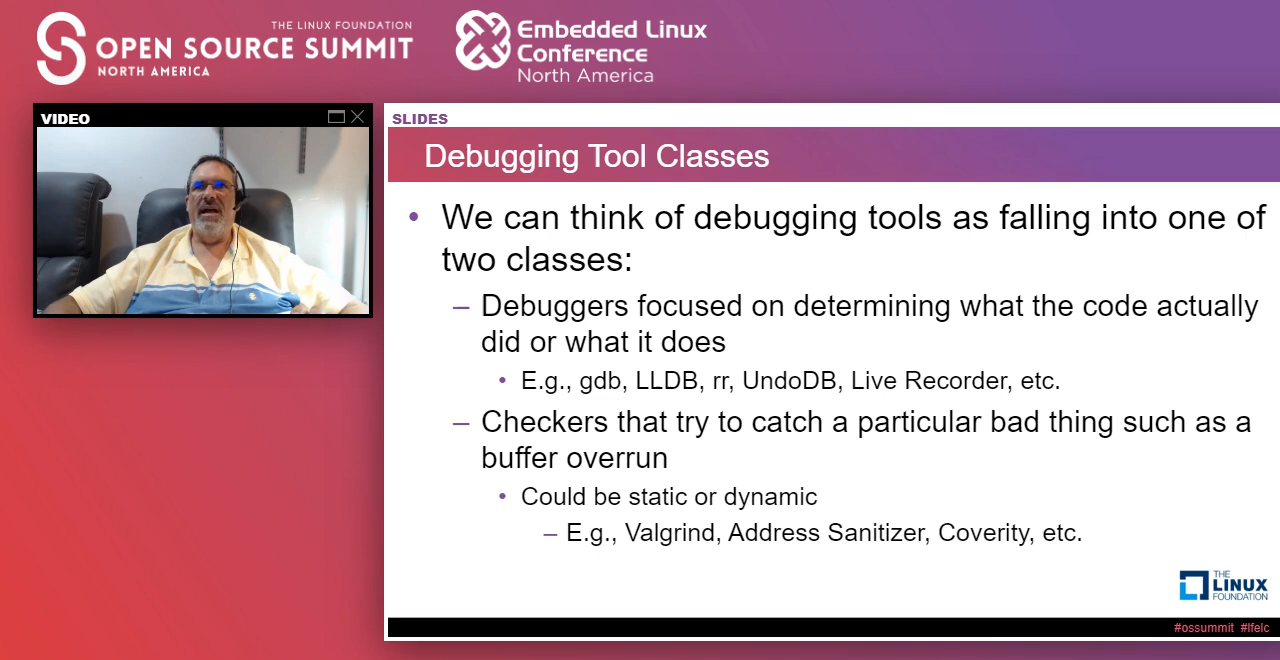 THE LINUX FOUNDATION
OPEN SOURCE SUMMIT
NORTH AMERICA
Embedded Linux
Conference
North America
VIDEO
SLIDES
Debugging Tool Classes
• We can think of debugging tools as falling into one of
two classes:
– Debuggers focused on determining what the code actually
did or what it does
• E.g., gdb, LLDB, rr, UndoDB, Live Recorder, etc.
– Checkers that try to catch a particular bad thing such as a
buffer overrun
• Could be static or dynamic
– E.g., Valgrind, Address Sanitizer, Coverity, etc.
THE
LINUX
FOUNDATION
#ossummit #lfelc